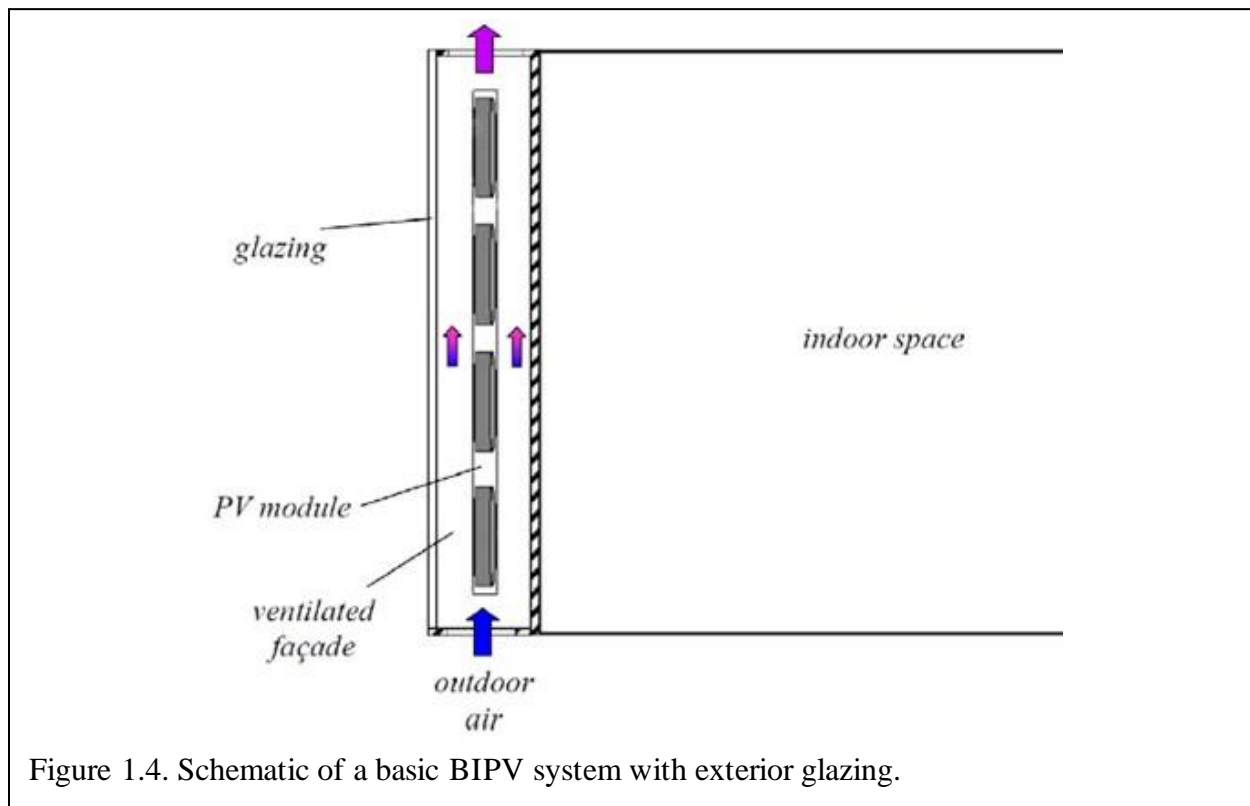 glazing
indoor space
PV module
ventilated
façade
outdoor
air
Figure 1.4. Schematic of a basic BIPV system with exterior glazing.